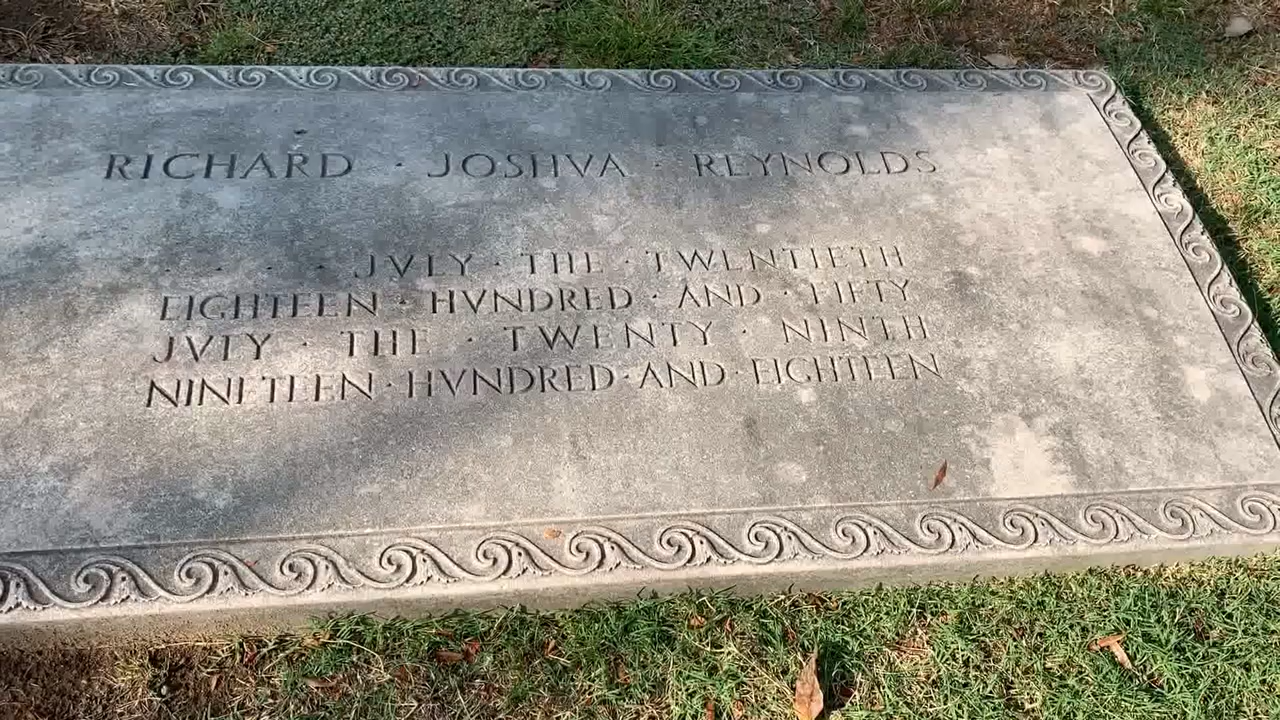 RICHARD · JOSHVA · REYNOLDS
· · · · JVLY · THE · TWENTIETH
EIGHTEEN · HVNDRED · AND · FIFTY
JVLY · THE · TWENTY · NINTH
NINETEEN · HVNDRED · AND · EIGHTEEN